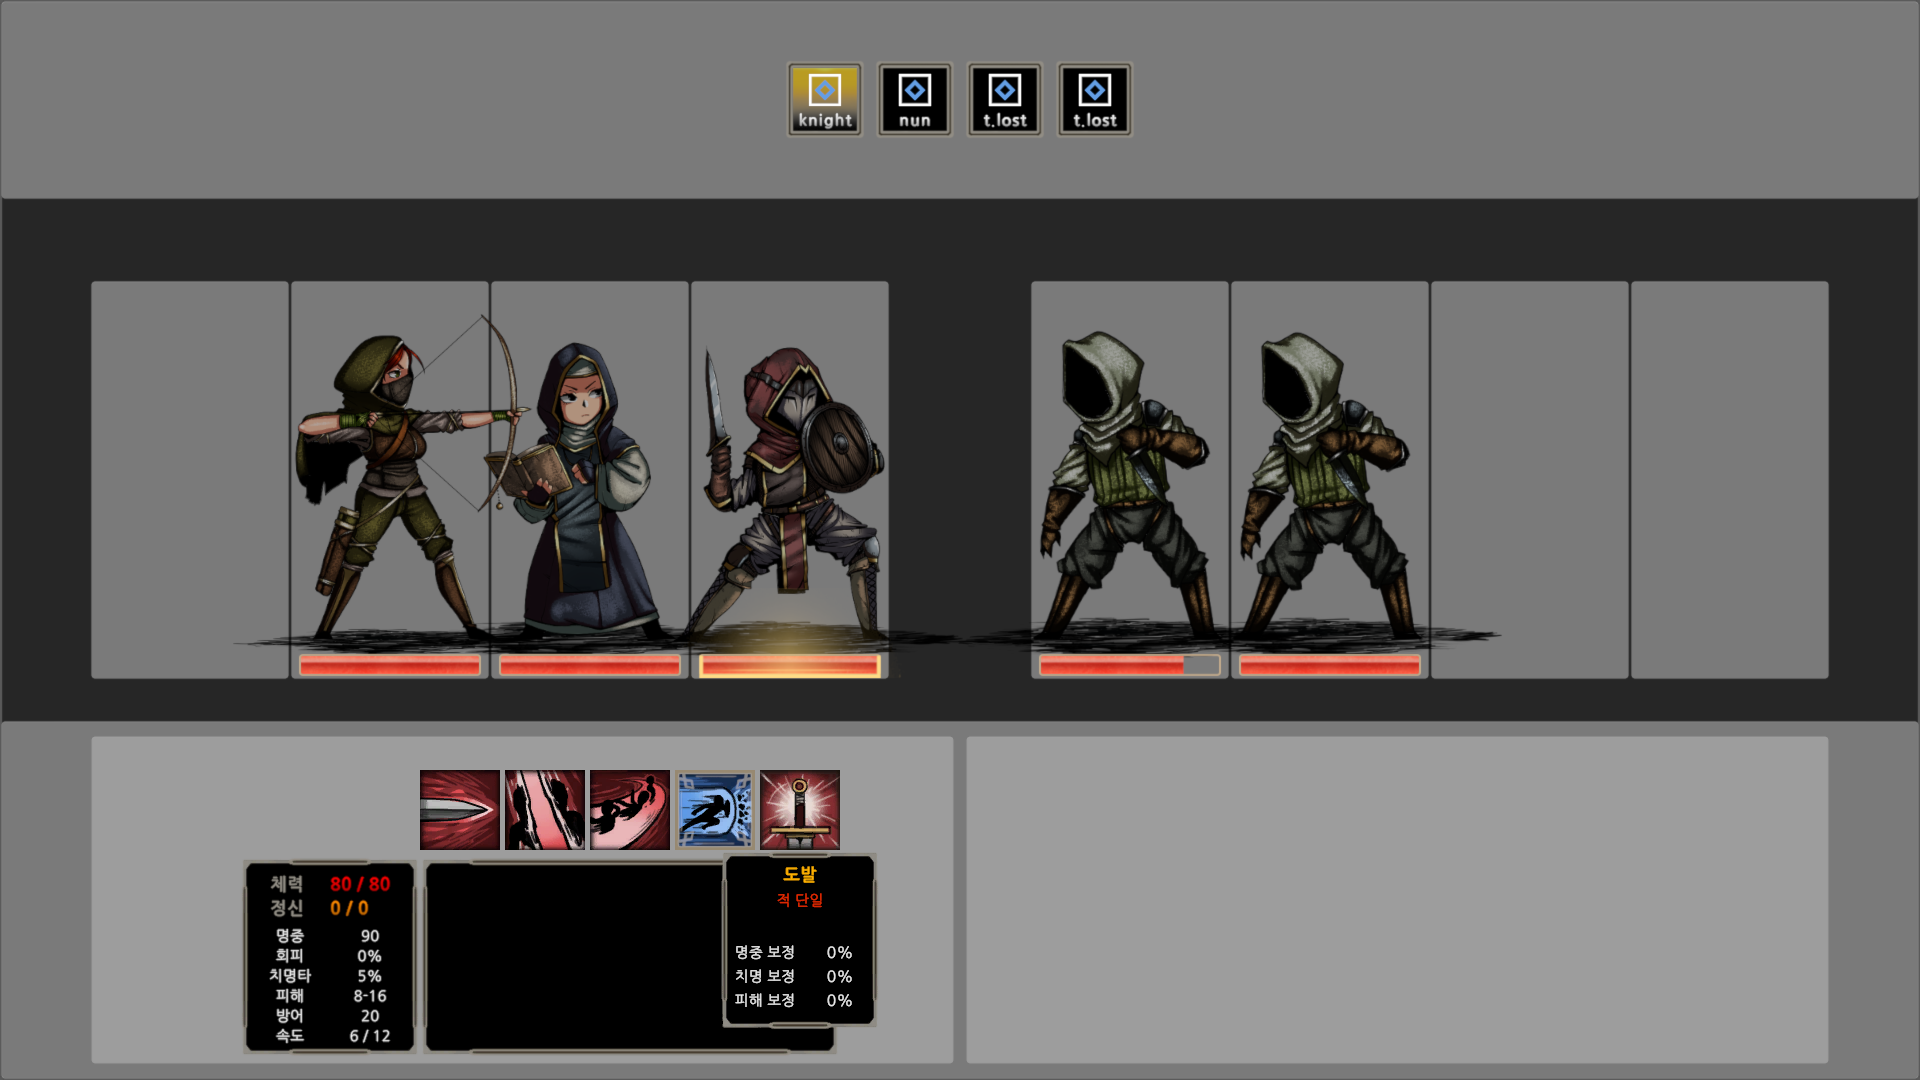 knight
nun
t.lost
t.lost
체력 80 / 80
정신 0 / 0
명중 90
회피 0%
치명타 5%
피해 8-16
방어 20
속도 6 / 12
도발
적 단일
명중 보정 0%
치명 보정 0%
피해 보정 0%